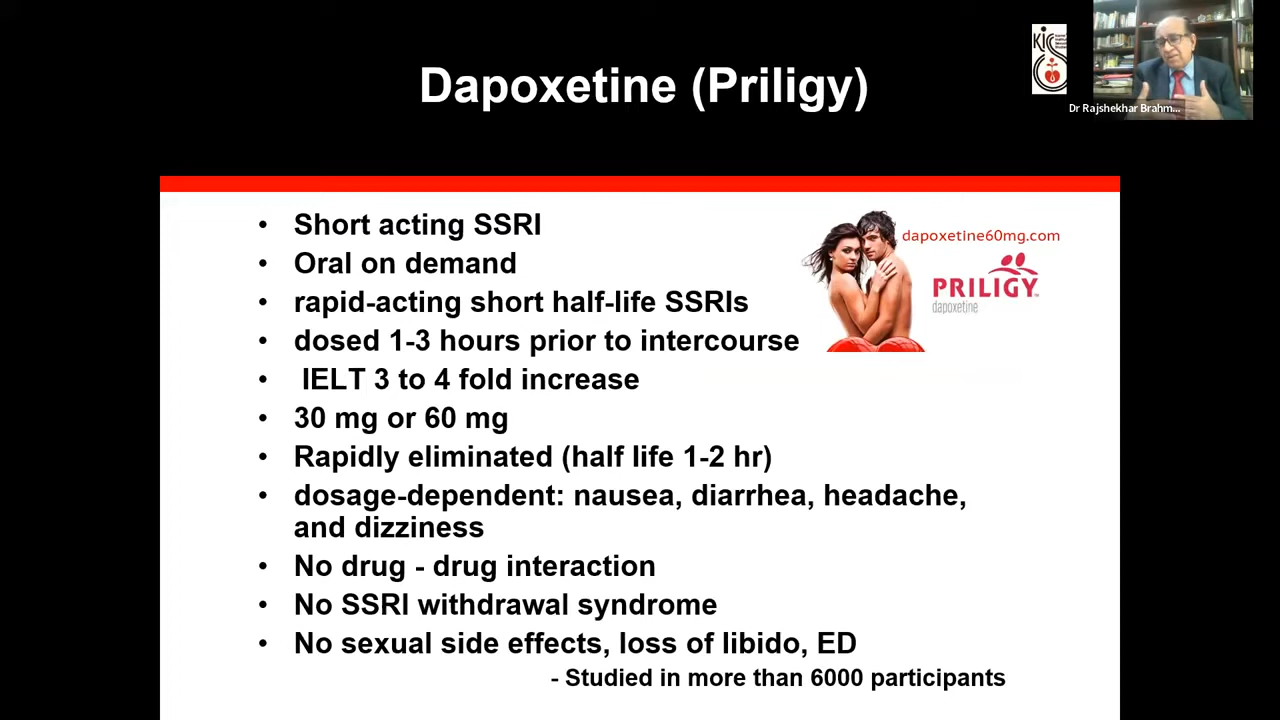 Dapoxetine (Priligy)
KISS
Dr Rajshekhar Brahm...
• Short acting SSRI
• Oral on demand
• rapid-acting short half-life SSRIs
• dosed 1-3 hours prior to intercourse
• IELT 3 to 4 fold increase
• 30 mg or 60 mg
• Rapidly eliminated (half life 1-2 hr)
• dosage-dependent: nausea, diarrhea, headache,
and dizziness
• No drug - drug interaction
• No SSRI withdrawal syndrome
• No sexual side effects, loss of libido, ED
- Studied in more than 6000 participants
dapoxetine60mg.com
PRILIGY™
dapoxetine